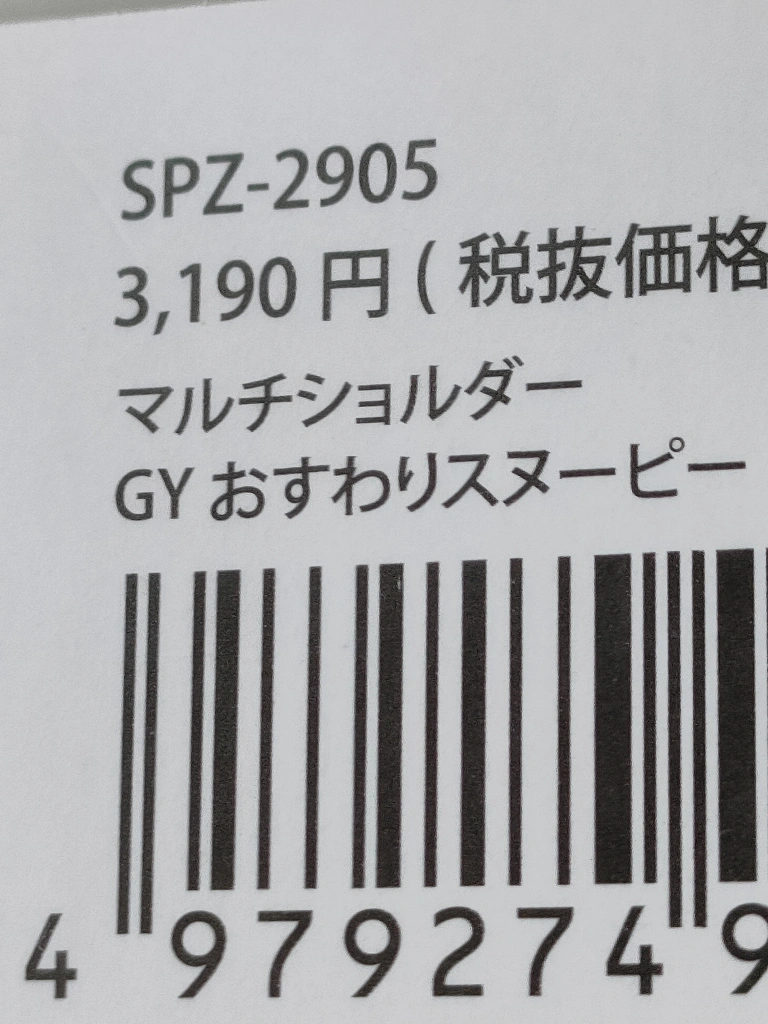 SPZ-2905
3,190 円 ( 税抜価格
マルチショルダー
GY おすわりスヌーピー
4 979274 9